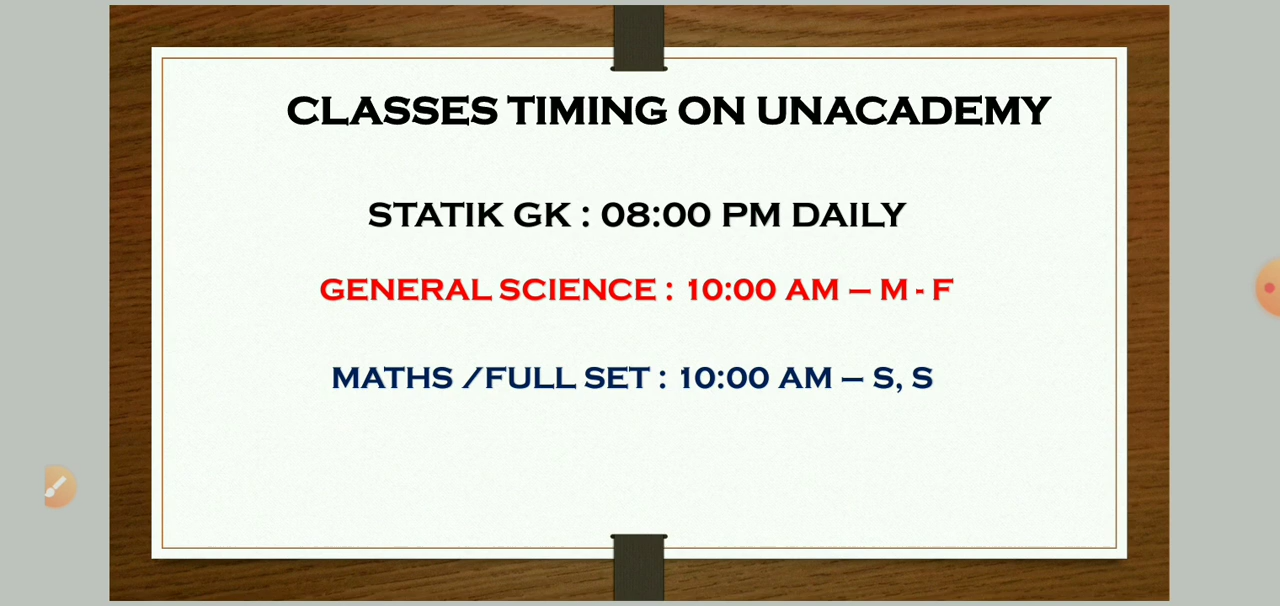 CLASSES TIMING ON UNACADEMY
STATIK GK : 08:00 PM DAILY
GENERAL SCIENCE : 10:00 AM – M - F
MATHS /FULL SET : 10:00 AM – S, S